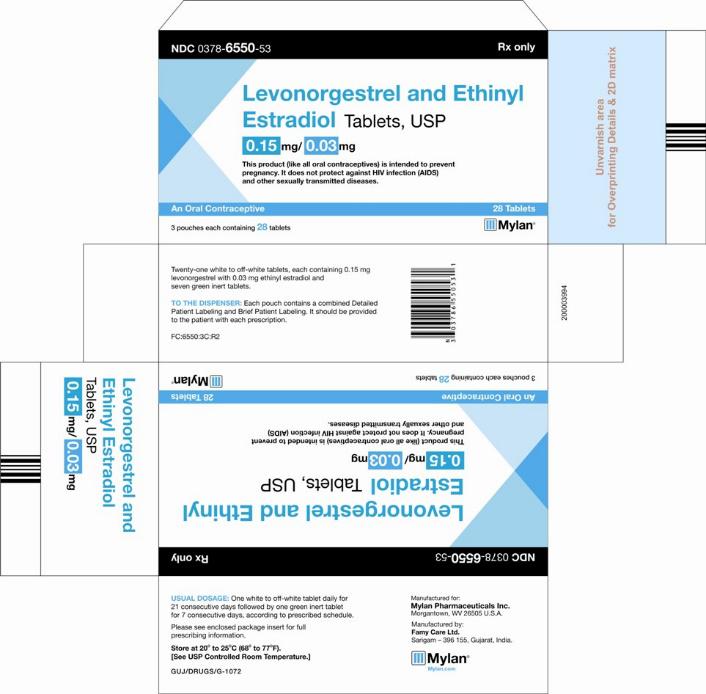 NDC 0378-6550-53
Rx only
Levonorgestrel and Ethinyl
Estradiol Tablets, USP
0.15 mg/ 0.03 mg
This product (like all oral contraceptives) is intended to prevent
pregnancy. It does not protect against HIV infection (AIDS)
and other sexually transmitted diseases.
An Oral Contraceptive
28 Tablets
3 pouches each containing 28 tablets
Mylan®
Unvarnish area
for Overprinting Details & 2D matrix
Twenty-one white to off-white tablets, each containing 0.15 mg
levonorgestrel with 0.03 mg ethinyl estradiol and
seven green inert tablets.
TO THE DISPENSER: Each pouch contains a combined Detailed
Patient Labeling and Brief Patient Labeling. It should be provided
to the patient with each prescription.
FC:6550:3C:R2
200003994
Levonorgestrel and
Ethinyl Estradiol
Tablets, USP
0.15 mg/ 0.03 mg
NDC 0378-6550-53
Rx only
Levonorgestrel and Ethinyl
Estradiol Tablets, USP
0.15 mg/ 0.03 mg
This product (like all oral contraceptives) is intended to prevent
pregnancy. It does not protect against HIV infection (AIDS)
and other sexually transmitted diseases.
An Oral Contraceptive
28 Tablets
3 pouches each containing 28 tablets
Mylan®
USUAL DOSAGE: One white to off-white tablet daily for
21 consecutive days followed by one green inert tablet
for 7 consecutive days, according to prescribed schedule.
Please see enclosed package insert for full
prescribing information.
Store at 20° to 25°C (68° to 77°F).
[See USP Controlled Room Temperature.]
GUJ/DRUGS/G-1072
Manufactured for:
Mylan Pharmaceuticals Inc.
Morgantown, WV 26505 U.S.A.
Manufactured by:
Famy Care Ltd.
Sarigam – 396 155, Gujarat, India.
Mylan®
Mylan.com